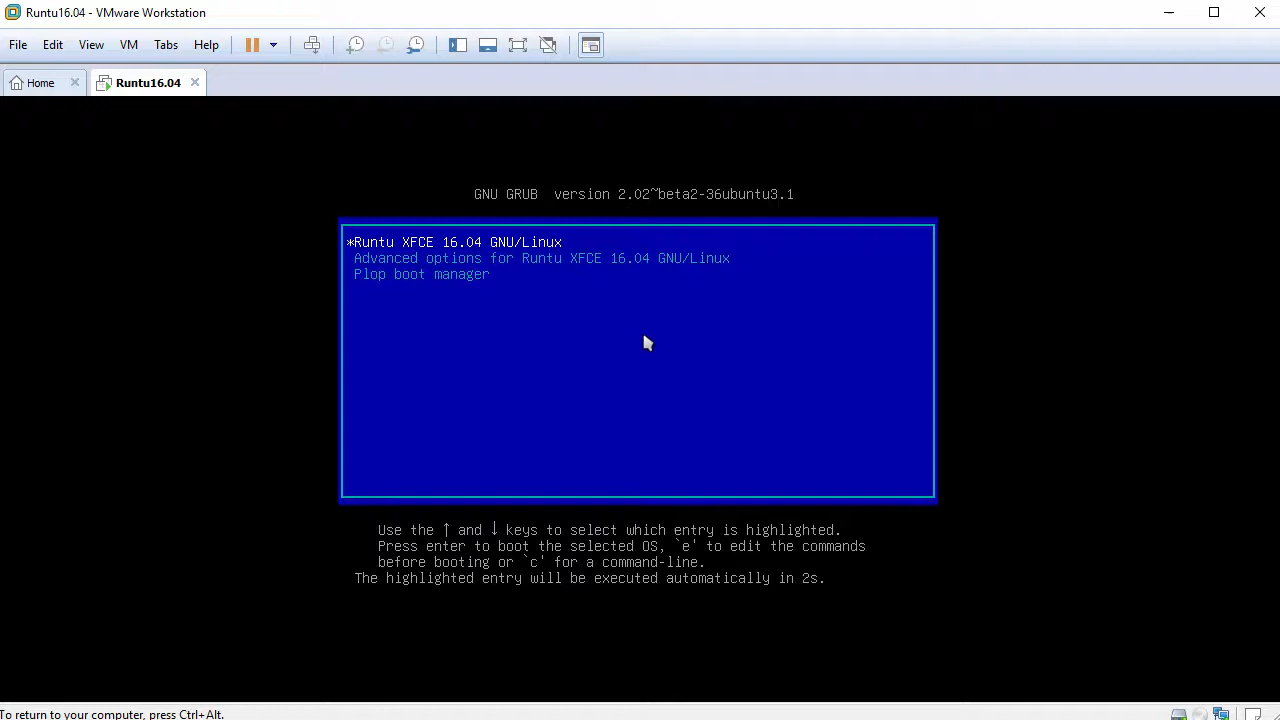 Runtu16.04 - VMware Workstation
File Edit View VM Tabs Help
Home Runtu16.04
GNU GRUB version 2.02~beta2-36ubuntu3.1
*Runtu XFCE 16.04 GNU/Linux
Advanced options for Runtu XFCE 16.04 GNU/Linux
Plop boot manager
Use the ↑ and ↓ keys to select which entry is highlighted.
Press enter to boot the selected OS, `e' to edit the commands
before booting or `c' for a command-line.
The highlighted entry will be executed automatically in 2s.
To return to your computer, press Ctrl+Alt.